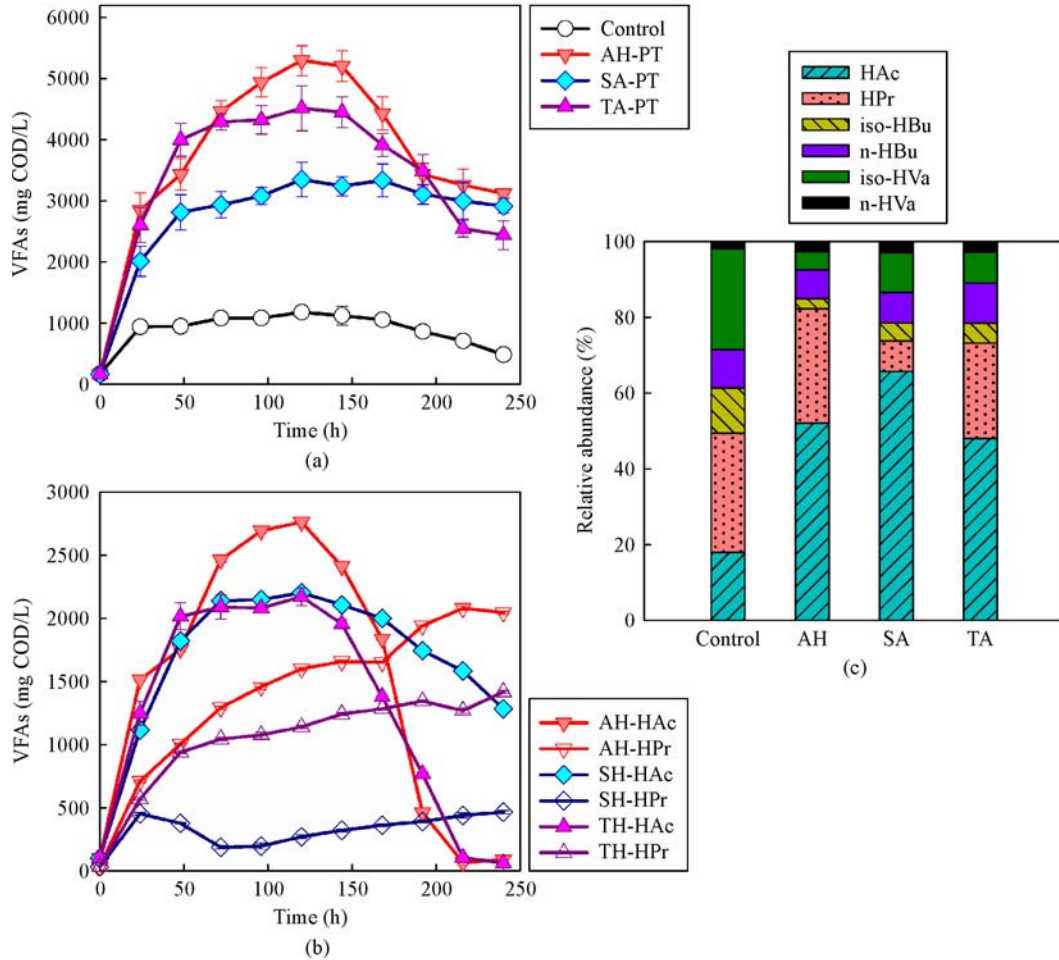 6000
5000
4000
3000
2000
1000
0
VFAs (mg COD/L)
0 50 100 150 200 250
Time (h)
(a)
Control
AH-PT
SA-PT
TA-PT
3000
2500
2000
1500
1000
500
0
VFAs (mg COD/L)
0 50 100 150 200 250
Time (h)
(b)
AH-HAc
AH-HPr
SH-HAc
SH-HPr
TH-HAc
TH-HPr
HAc
HPr
iso-HBu
n-HBu
iso-HVa
n-HVa
100
80
60
40
20
0
Relative abundance (%)
Control AH SA TA
(c)